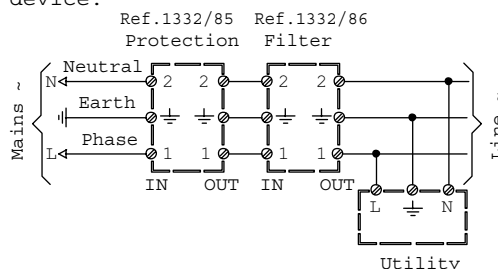 device.
Ref.1332/85 Ref.1332/86
Protection Filter
Neutral
N 2 2 2 2
Earth
Mains ~
Line ~
Phase
L 1 1 1 1
IN OUT IN OUT
L N
Utility